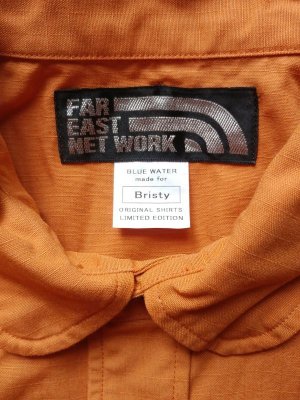 FAR
EAST
NET WORK
BLUE WATER
made for
Bristy
ORIGINAL SHIRTS
LIMITED EDITION